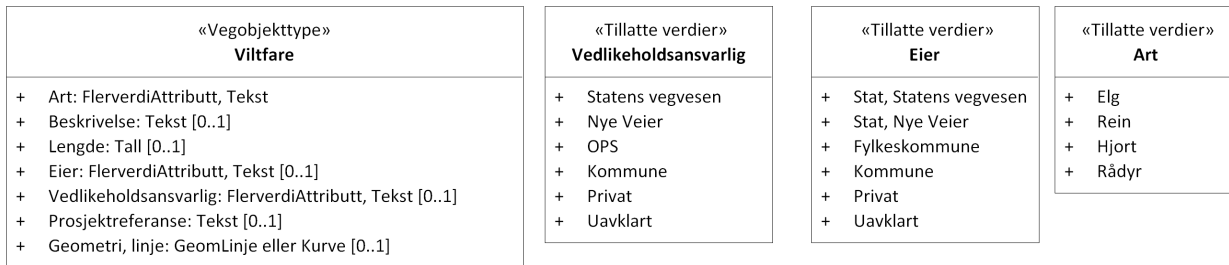 «Vegobjekttype»
Viltfare
+ Art: FlerverdiAttributt, Tekst
+ Beskrivelse: Tekst [0..1]
+ Lengde: Tall [0..1]
+ Eier: FlerverdiAttributt, Tekst [0..1]
+ Vedlikeholdsansvarlig: FlerverdiAttributt, Tekst [0..1]
+ Prosjektreferanse: Tekst [0..1]
+ Geometri, linje: GeomLinje eller Kurve [0..1]
«Tillatte verdier»
Vedlikeholdsansvarlig
+ Statens vegvesen
+ Nye Veier
+ OPS
+ Kommune
+ Privat
+ Uavklart
«Tillatte verdier»
Eier
+ Stat, Statens vegvesen
+ Stat, Nye Veier
+ Fylkeskommune
+ Kommune
+ Privat
+ Uavklart
«Tillatte verdier»
Art
+ Elg
+ Rein
+ Hjort
+ Rådyr